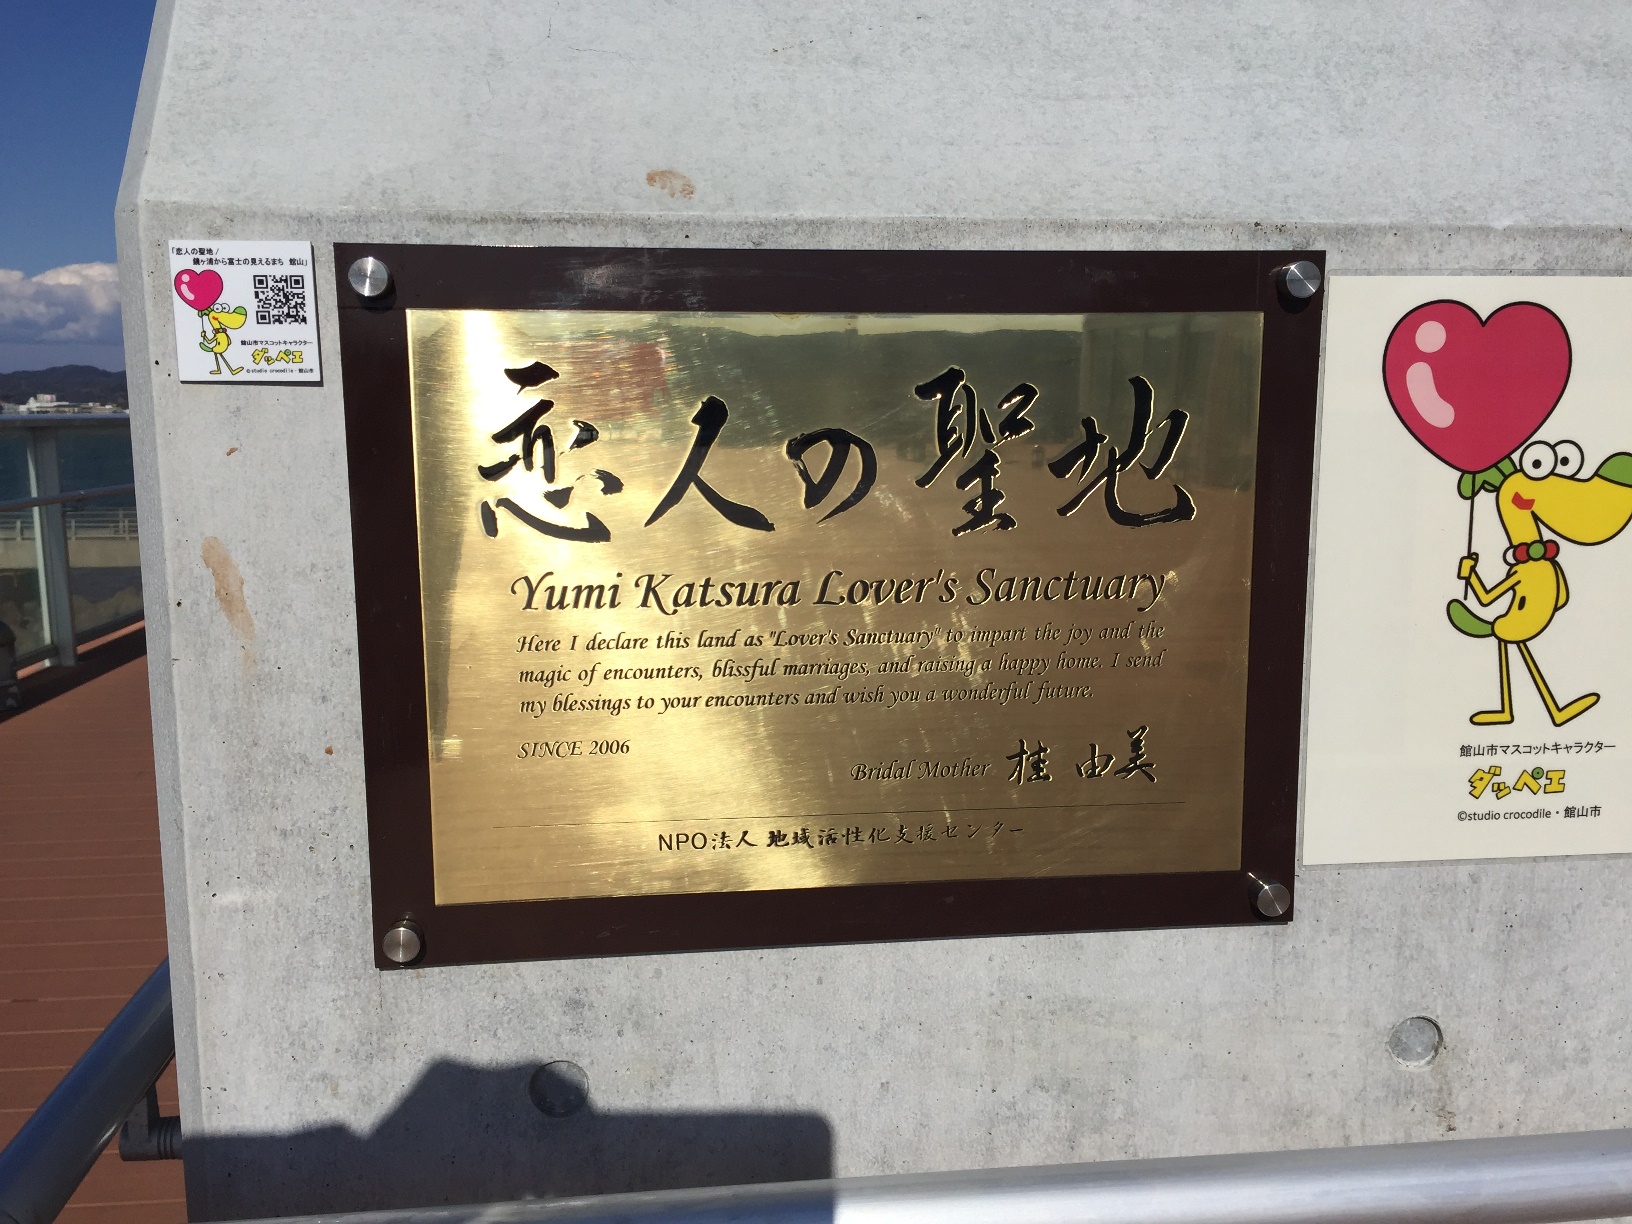 「恋人の聖地/
鏡ヶ浦から富士の見えるまち 館山」
館山市マスコットキャラクター
ダッペエ
©studio crocodile・館山市
恋人の聖地
Yumi Katsura Lover's Sanctuary
Here I declare this land as "Lover's Sanctuary" to impart the joy and the
magic of encounters, blissful marriages, and raising a happy home. I send
my blessings to your encounters and wish you a wonderful future.
SINCE 2006
Bridal Mother 桂 由美
NPO法人 地域活性化支援センター
館山市マスコットキャラクター
ダッペエ
©studio crocodile・館山市